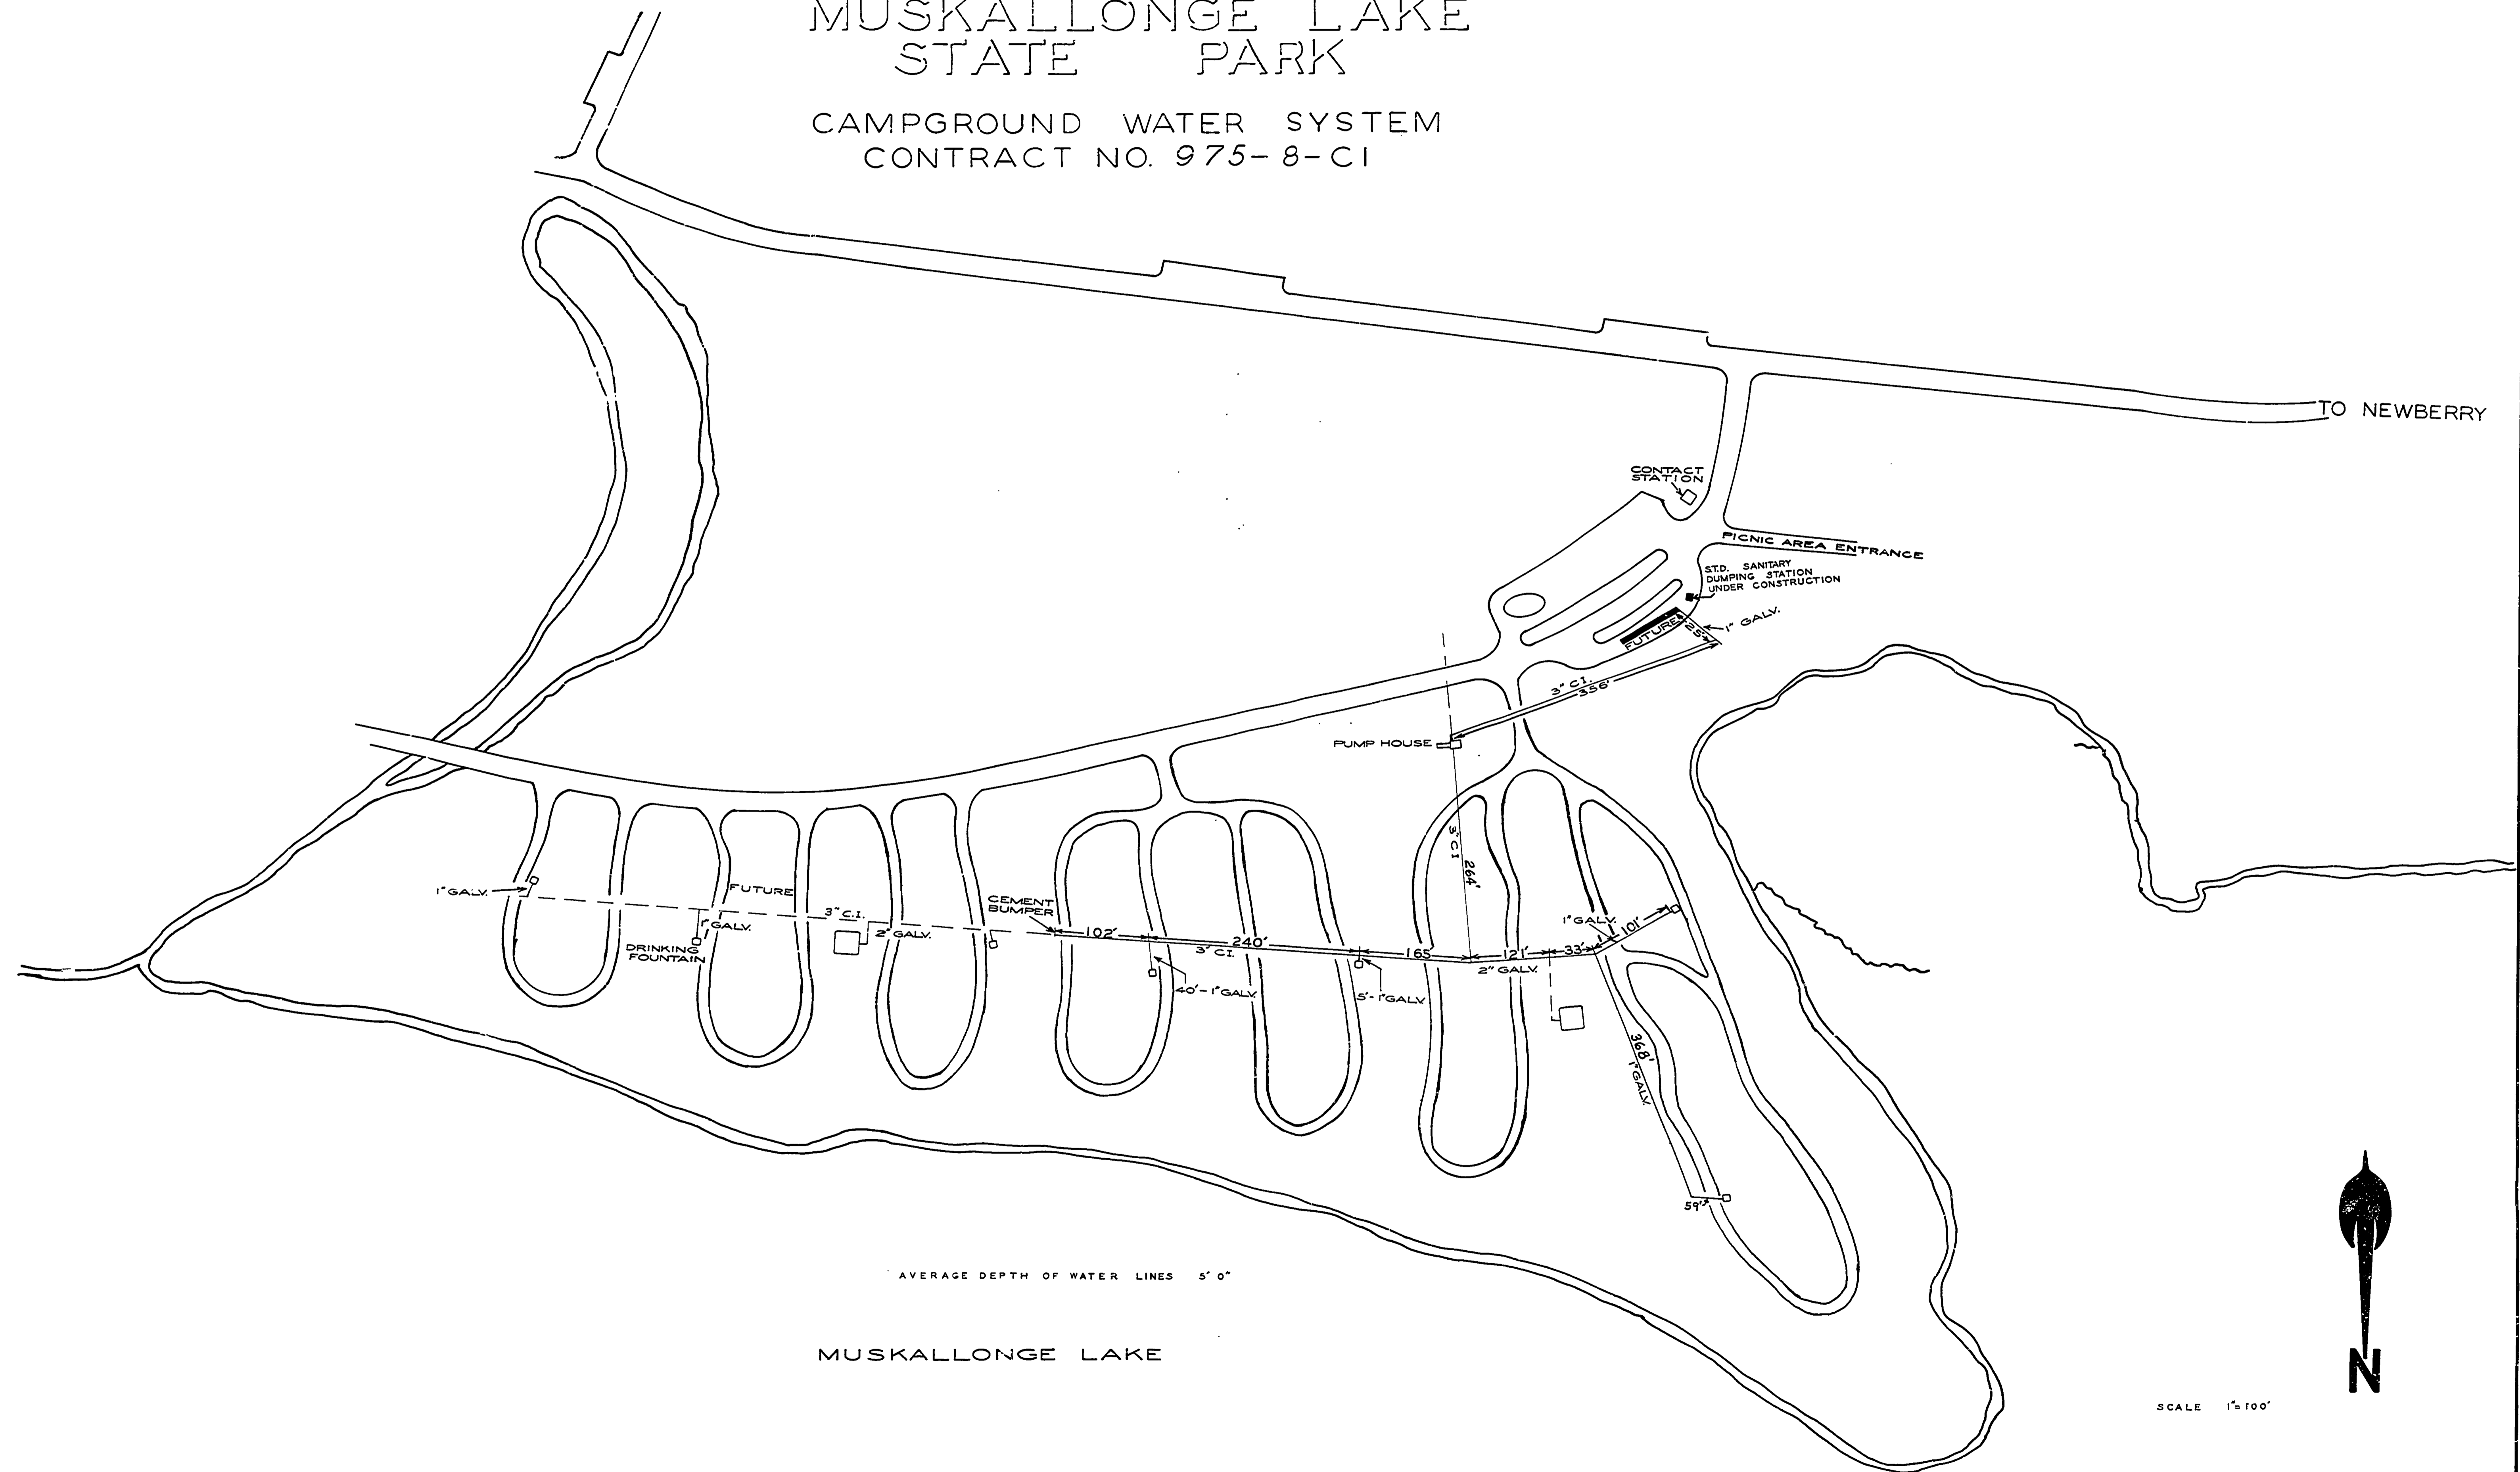 MUSKALLONGE LAKE
STATE PARK
CAMPGROUND WATER SYSTEM
CONTRACT NO. 975-8-C1
TO NEWBERRY
CONTACT
STATION
PICNIC AREA ENTRANCE
S.T.D. SANITARY
DUMPING STATION
UNDER CONSTRUCTION
1" GALV.
FUTURE
25'
3" C.I.
356'
PUMP HOUSE
3" CI
264'
1" GALV.
FUTURE
1" GALV.
3" C.I.
2" GALV.
DRINKING
FOUNTAIN
CEMENT
BUMPER
102'
240'
3" CI.
165'
121'
33'
2" GALV.
1" GALV.
101'
40'-1" GALV.
5'-1" GALV.
368'
1" GALV.
59'
AVERAGE DEPTH OF WATER LINES 5' 0"
MUSKALLONGE LAKE
N
SCALE 1"=100'